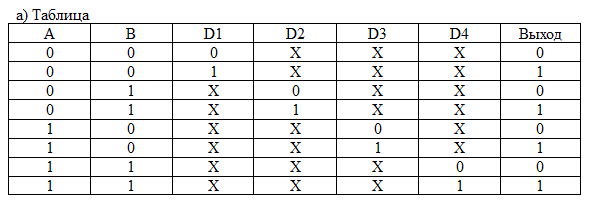 а) Таблица
A B D1 D2 D3 D4 Выход
0 0 0 X X X 0
0 0 1 X X X 1
0 1 X 0 X X 0
0 1 X 1 X X 1
1 0 X X 0 X 0
1 0 X X 1 X 1
1 1 X X X 0 0
1 1 X X X 1 1